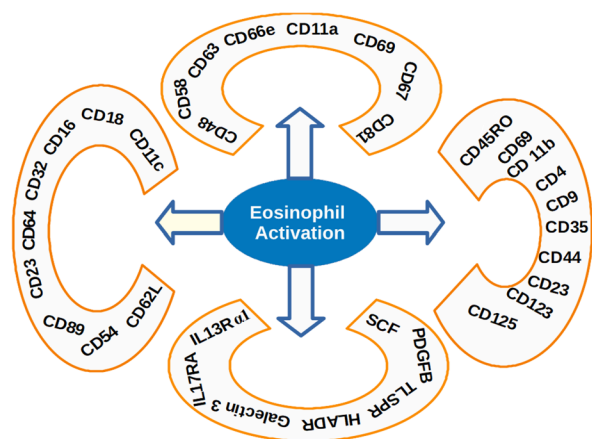 CD48
CD58
CD63
CD66e
CD11a
CD69
CD67
CD81
CD11c
CD18
CD16
CD32
CD64
CD23
CD89
CD54
CD62L
Eosinophil
Activation
CD45RO
CD69
CD 11b
CD4
CD9
CD35
CD44
CD23
CD123
CD125
IL13Rα1
IL17RA
Galectin 3
HLADR
TLSPR
PDGFB
SCF